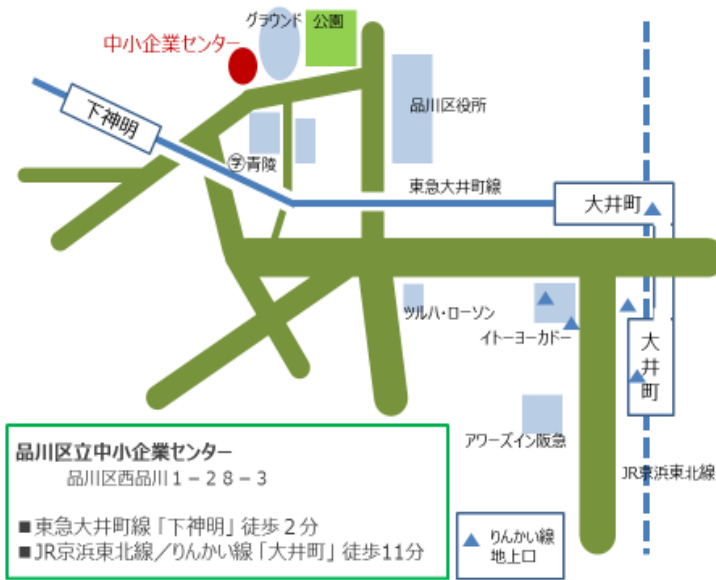 グラウンド
公園
中小企業センター
下神明
品川区役所
㊫青陵
東急大井町線
大井町
ツルハ・ローソン
イトーヨーカドー
大井町
アワーズイン阪急
JR京浜東北線
品川区立中小企業センター
品川区西品川1-28-3
■東急大井町線「下神明」徒歩2分
■JR京浜東北線/りんかい線「大井町」徒歩11分
りんかい線
地上口